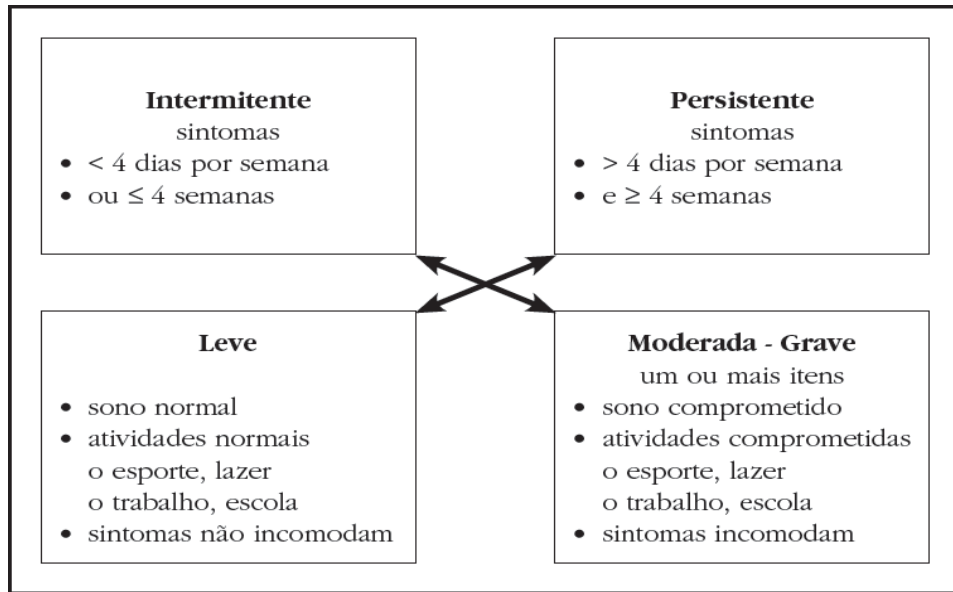 Intermitente
sintomas
• < 4 dias por semana
• ou ≤ 4 semanas
Persistente
sintomas
• > 4 dias por semana
• e ≥ 4 semanas
Leve
• sono normal
• atividades normais
o esporte, lazer
o trabalho, escola
• sintomas não incomodam
Moderada - Grave
um ou mais itens
• sono comprometido
• atividades comprometidas
o esporte, lazer
o trabalho, escola
• sintomas incomodam